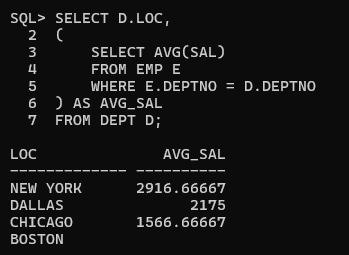 SQL> SELECT D.LOC,
  2  (
  3      SELECT AVG(SAL)
  4      FROM EMP E
  5      WHERE E.DEPTNO = D.DEPTNO
  6  ) AS AVG_SAL
  7  FROM DEPT D;

LOC              AVG_SAL
------------- ----------
NEW YORK      2916.66667
DALLAS              2175
CHICAGO       1566.66667
BOSTON